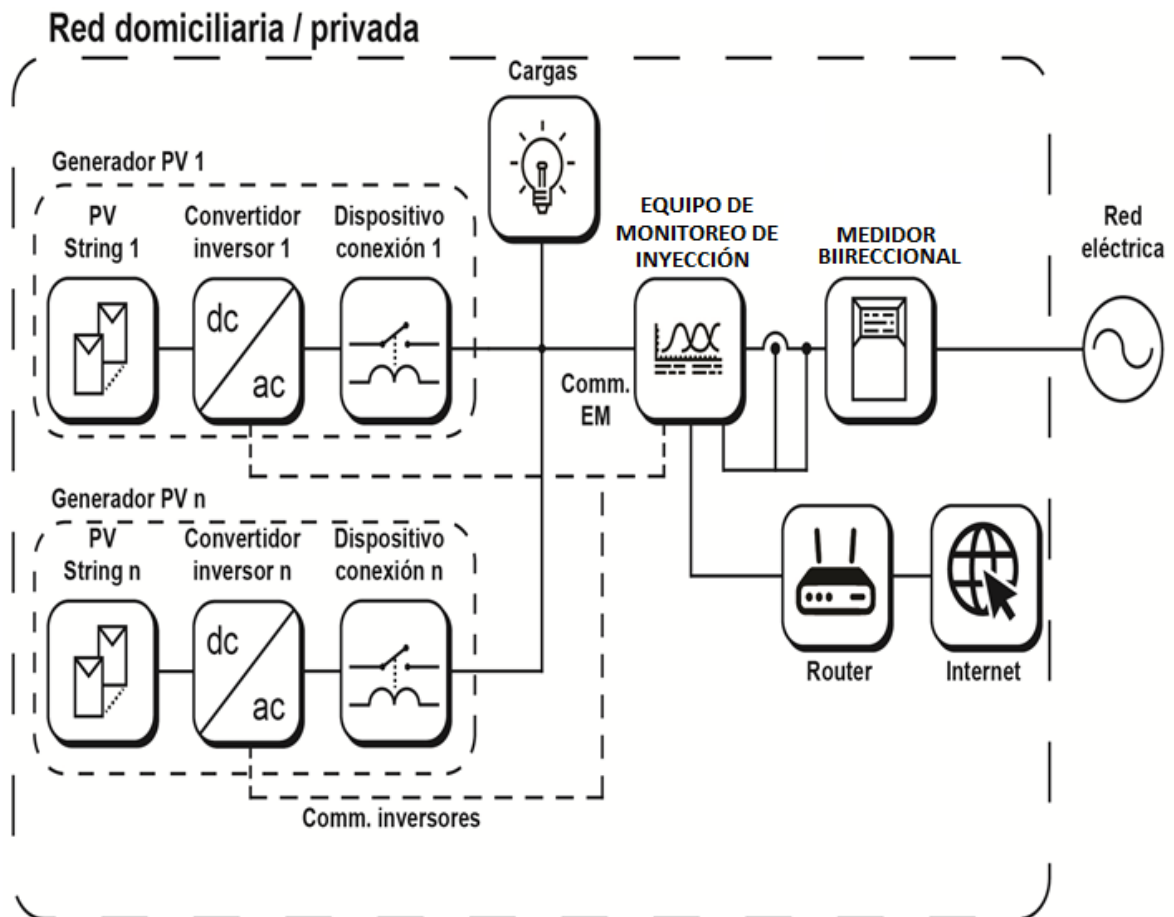 Red domiciliaria / privada
Cargas
Generador PV 1
PV
String 1
Convertidor
inversor 1
Dispositivo
conexión 1
dc
ac
EQUIPO DE
MONITOREO DE
INYECCIÓN
MEDIDOR
BIIRECCIONAL
Red
eléctrica
Comm.
EM
Generador PV n
PV
String n
Convertidor
inversor n
Dispositivo
conexión n
dc
ac
Router
Internet
Comm. inversores